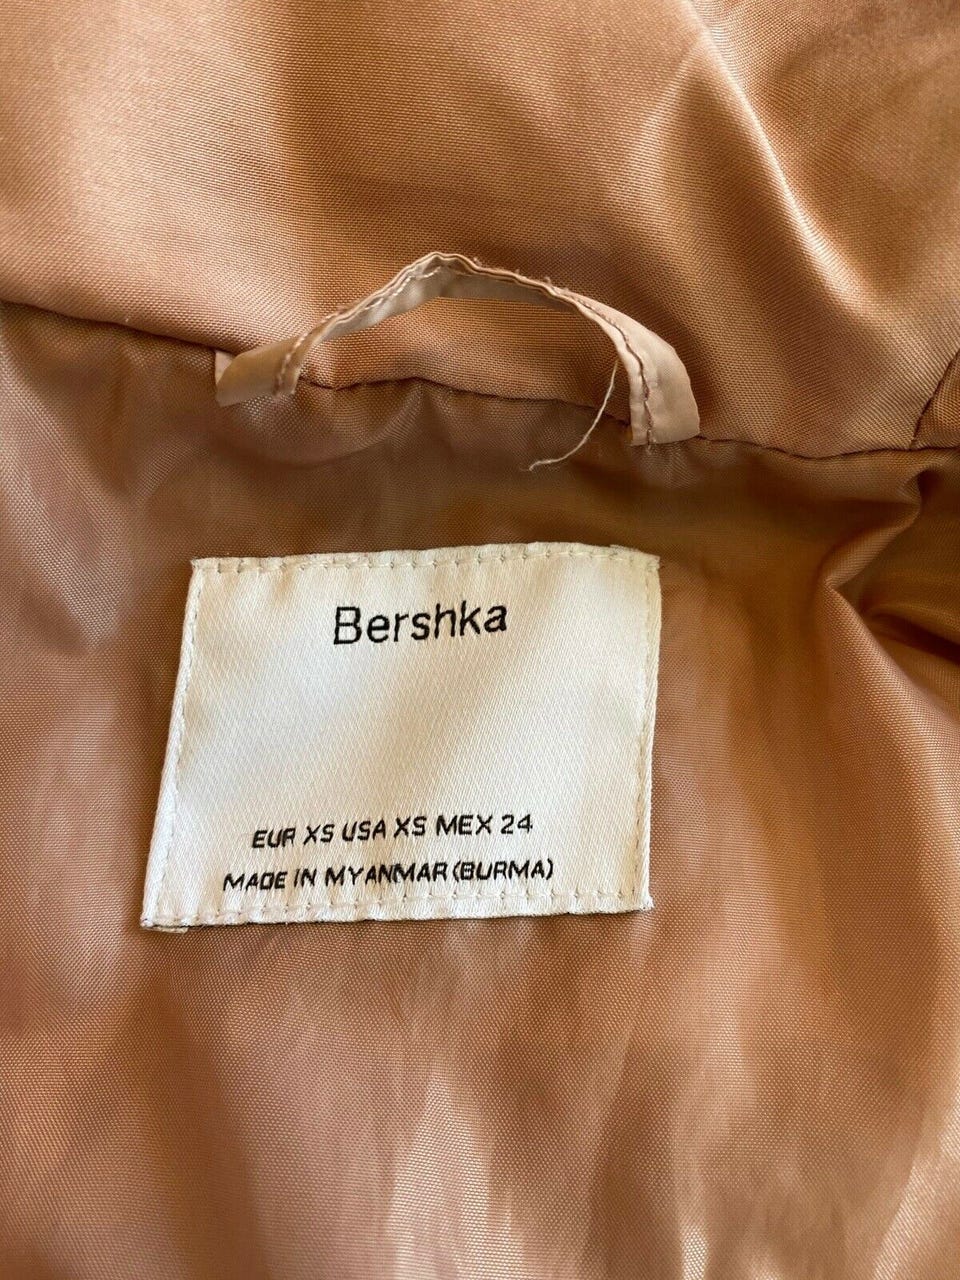 Bershka
EUR XS USA XS MEX 24
MADE IN MYANMAR (BURMA)